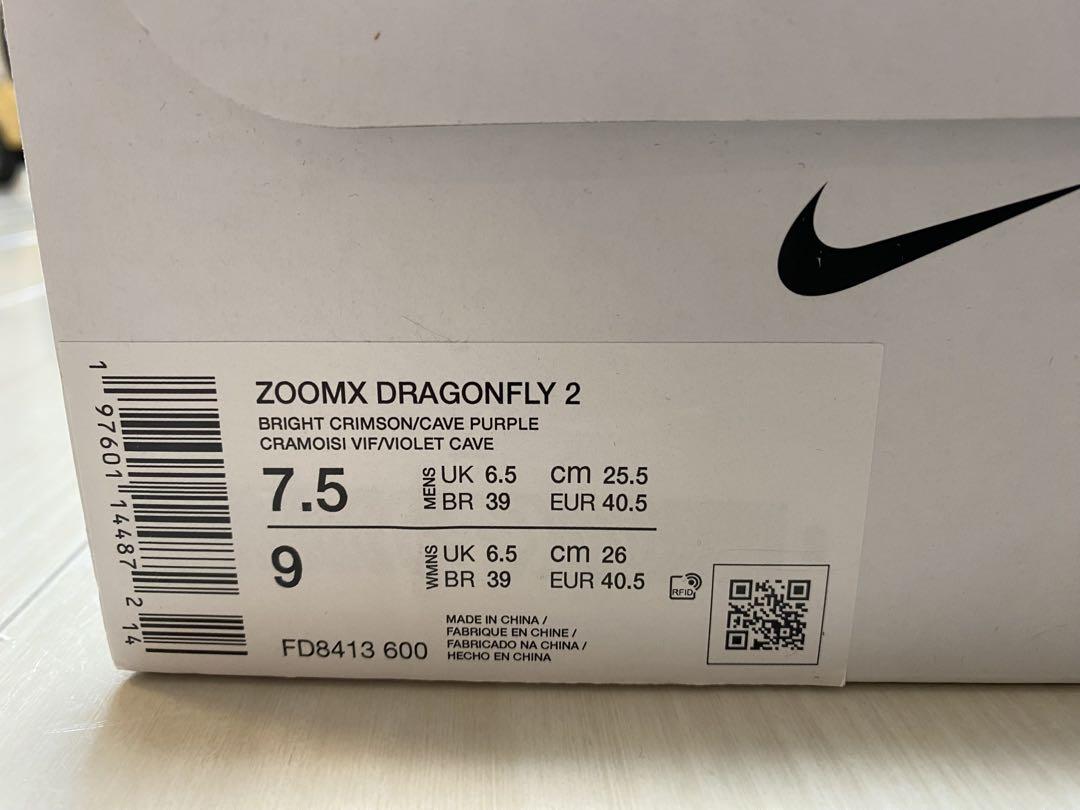 ZOOMX DRAGONFLY 2
BRIGHT CRIMSON/CAVE PURPLE
CRAMOISI VIF/VIOLET CAVE
7.5 MENS UK 6.5 cm 25.5
BR 39 EUR 40.5
9 WMNS UK 6.5 cm 26
BR 39 EUR 40.5
RFID
FD8413 600
MADE IN CHINA /
FABRIQUE EN CHINE /
FABRICADO NA CHINA /
HECHO EN CHINA
1 97601 14487 2 14